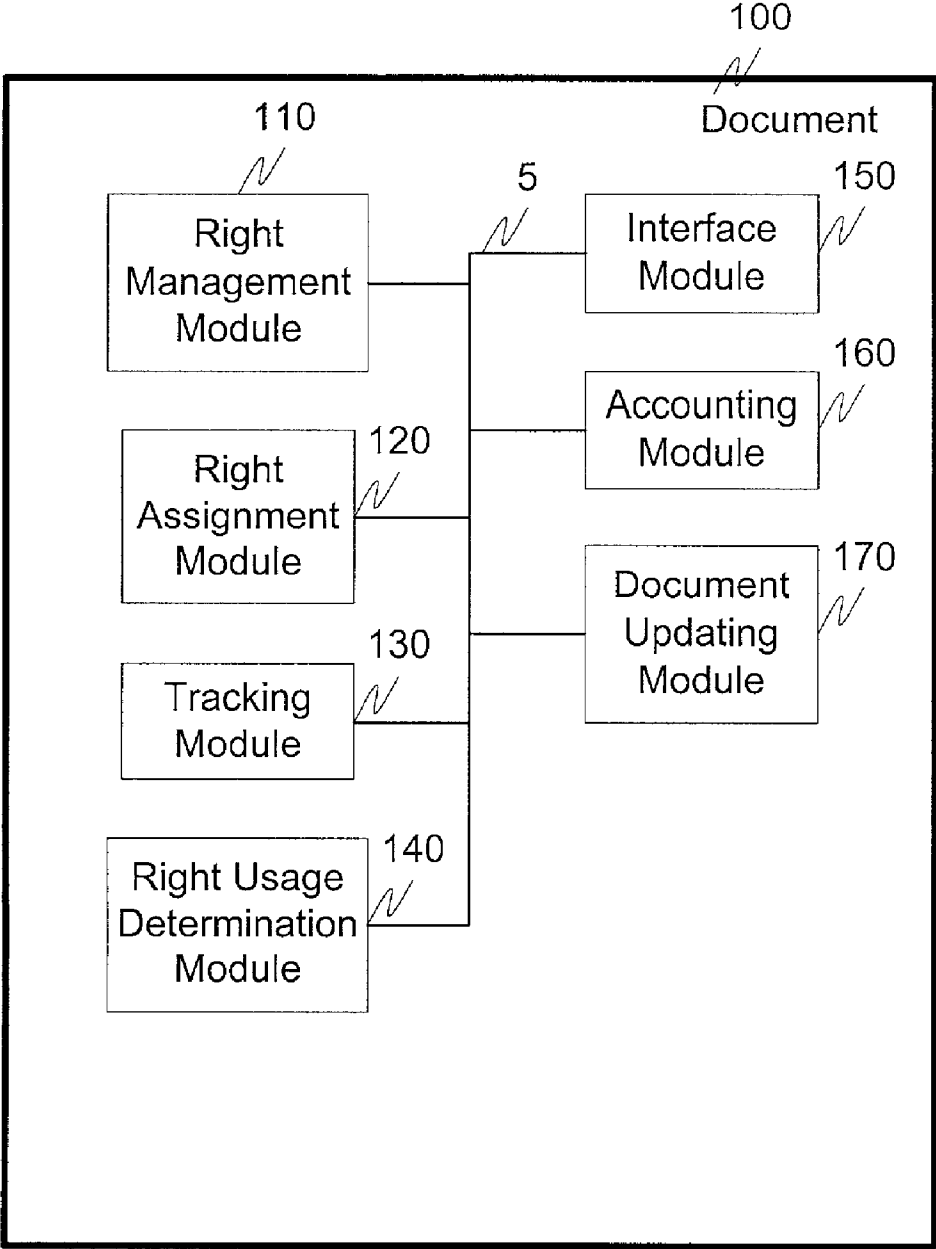 100
Document
110
Right
Management
Module
5
150
Interface
Module
160
Accounting
Module
120
Right
Assignment
Module
170
Document
Updating
Module
130
Tracking
Module
140
Right Usage
Determination
Module